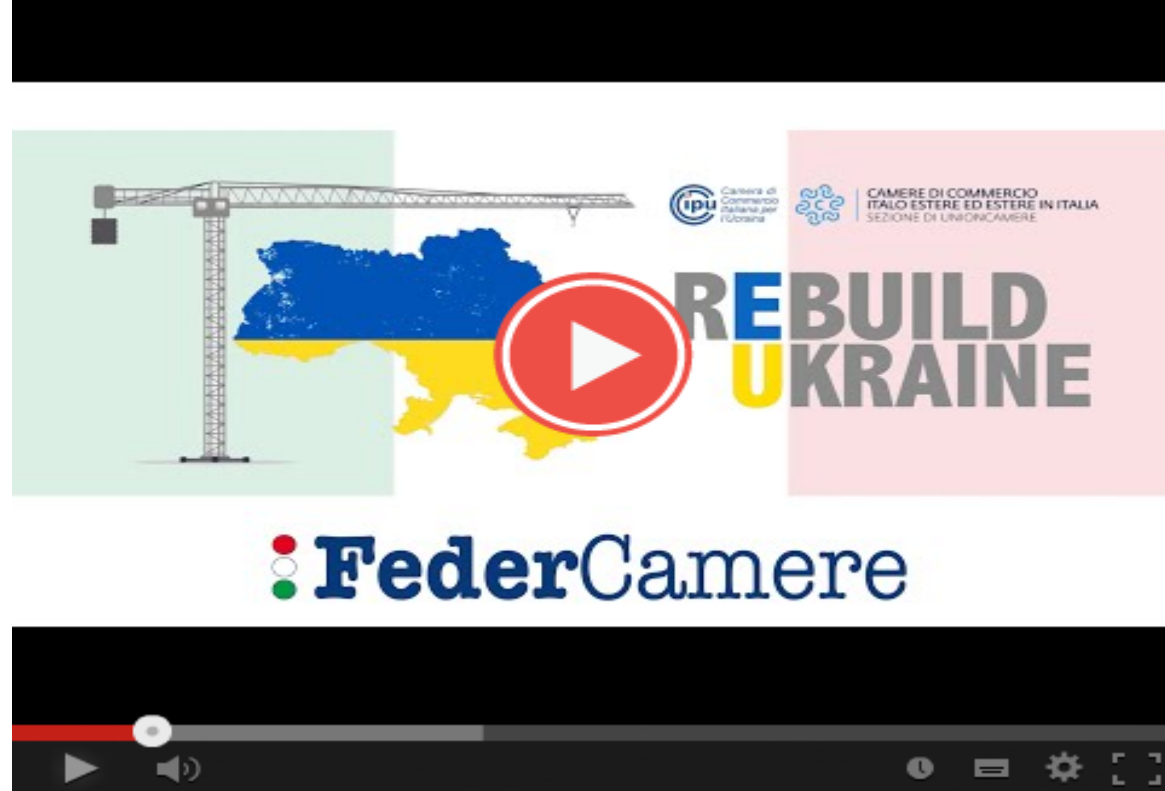 cipu
Camera di
Commercio
Italiana per
l'Ucraina
CAMERE DI COMMERCIO
ITALO ESTERE ED ESTERE IN ITALIA
SEZIONE DI UNIONCAMERE
REBUILD
UKRAINE
FederCamere